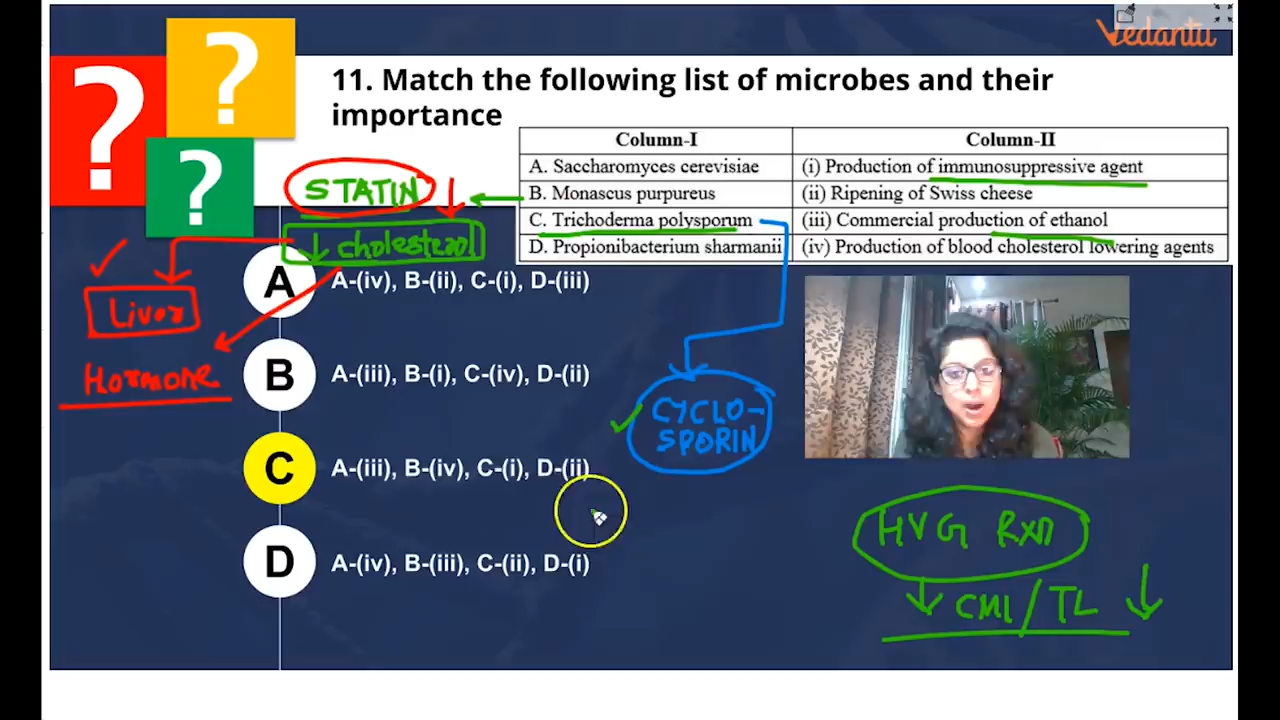 Vedantu
11. Match the following list of microbes and their
importance
Column-I Column-II
A. Saccharomyces cerevisiae (i) Production of immunosuppressive agent
B. Monascus purpureus (ii) Ripening of Swiss cheese
C. Trichoderma polysporum (iii) Commercial production of ethanol
D. Propionibacterium sharmanii (iv) Production of blood cholesterol lowering agents
? ? ?
STATIN ↓
↓ cholesterol
Liver
Hormone
A A-(iv), B-(ii), C-(i), D-(iii)
B A-(iii), B-(i), C-(iv), D-(ii)
C A-(iii), B-(iv), C-(i), D-(ii)
D A-(iv), B-(iii), C-(ii), D-(i)
CYCLO-
SPORIN
HVG RXn
↓ CMI/TL ↓